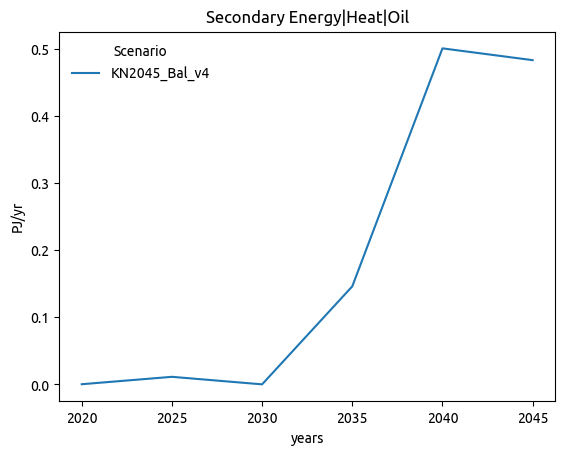 Secondary Energy|Heat|Oil
Scenario
KN2045_Bal_v4
PJ/yr
0.5
0.4
0.3
0.2
0.1
0.0
2020 2025 2030 2035 2040 2045
years